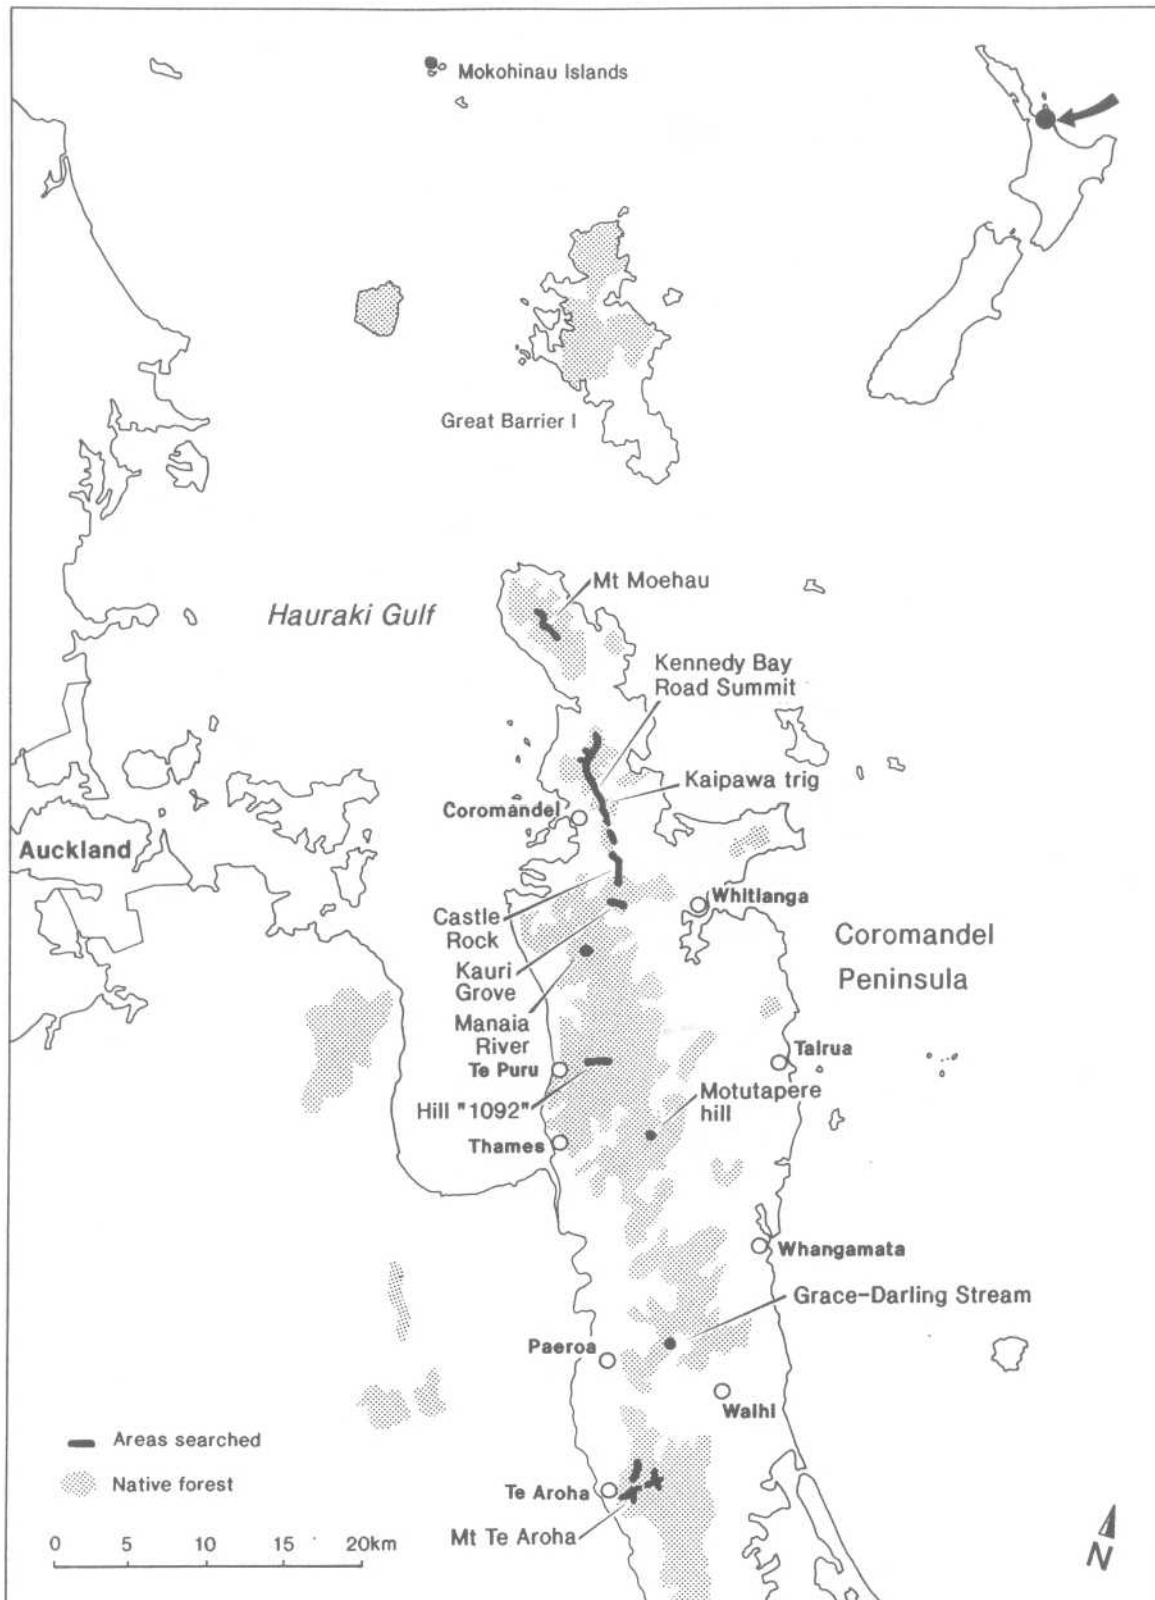 Mokohinau Islands
Great Barrier I
Mt Moehau
Hauraki Gulf
Kennedy Bay
Road Summit
Kaipawa trig
Coromandel
Auckland
Whitianga
Castle
Rock
Coromandel
Peninsula
Kauri
Grove
Manaia
River
Tairua
Te Puru
Motutapere
hill
Hill "1092"
Thames
Whangamata
Grace-Darling Stream
Paeroa
Waihi
Areas searched
Native forest
Te Aroha
Mt Te Aroha
0 5 10 20km
N